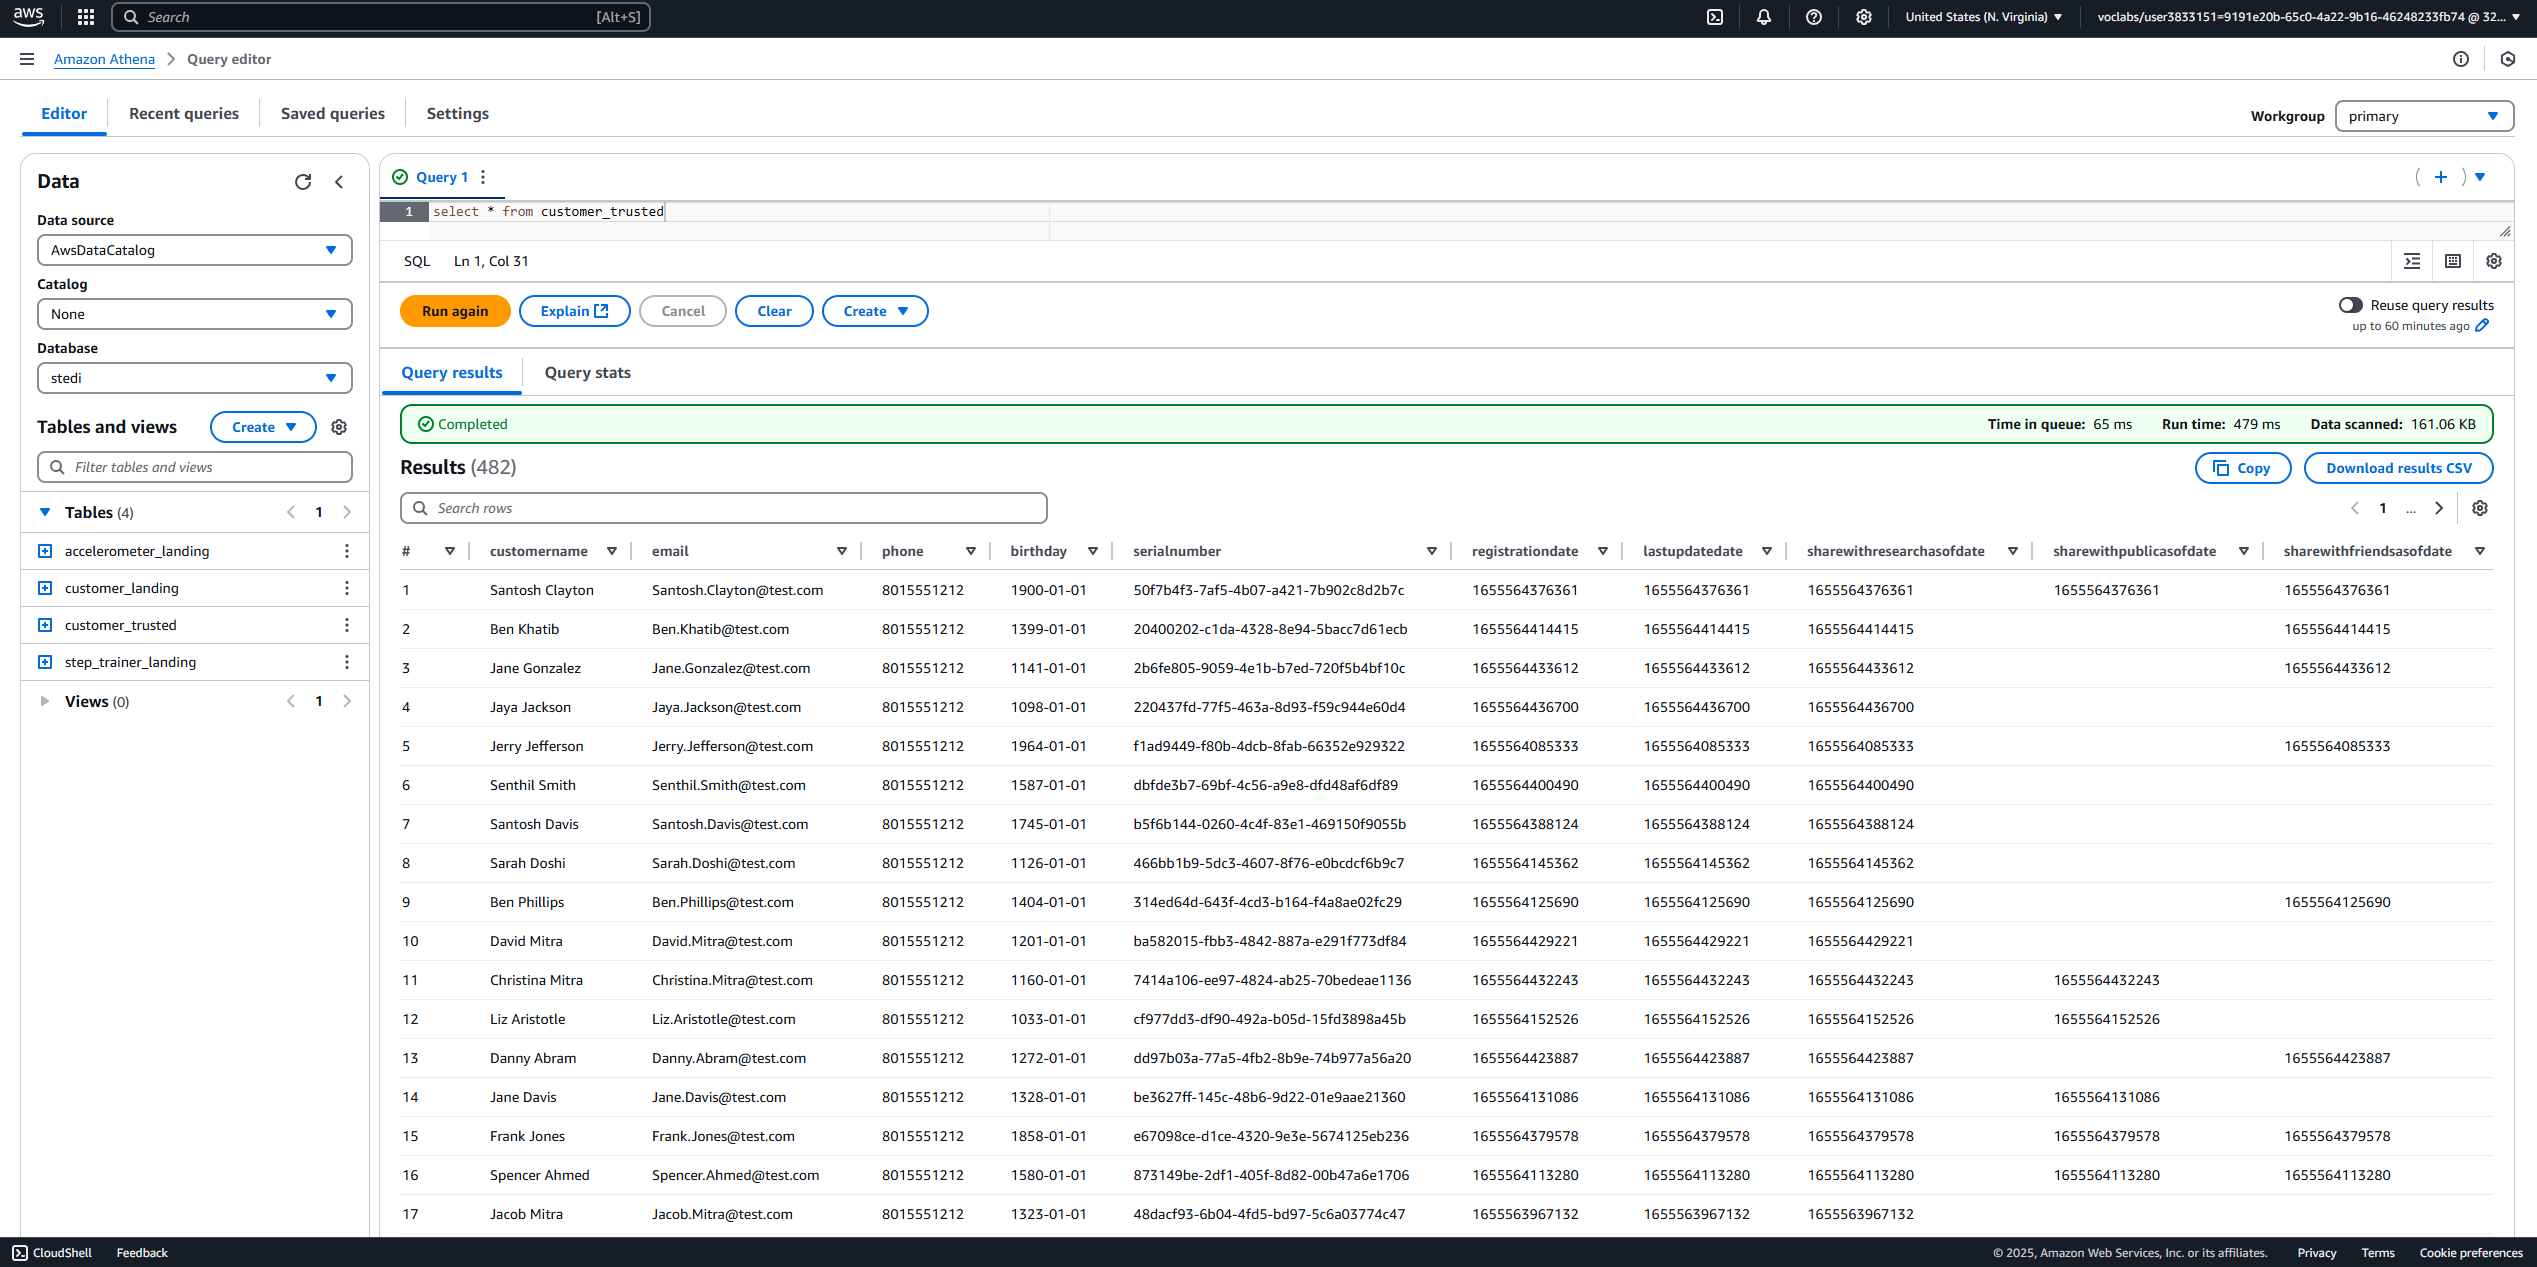 aws Search [Alt+S] United States (N. Virginia) voclabs/user3833151=9191e20b-65c0-4a22-9b16-46248233fb74 @ 32...
Amazon Athena > Query editor
Editor Recent queries Saved queries Settings Workgroup primary
Data
Data source
AwsDataCatalog
Catalog
None
Database
stedi
Tables and views Create
Filter tables and views
Tables (4) < 1 >
accelerometer_landing
customer_landing
customer_trusted
step_trainer_landing
Views (0) < 1 >
Query 1
1 select * from customer_trusted
SQL Ln 1, Col 31
Run again Explain Cancel Clear Create Reuse query results
up to 60 minutes ago
Query results Query stats
Completed Time in queue: 65 ms Run time: 479 ms Data scanned: 161.06 KB
Results (482) Copy Download results CSV
Search rows < 1 ... >
# customername email phone birthday serialnumber registrationdate lastupdatedate sharewithresearchasofdate sharewithpublicasofdate sharewithfriendsasofdate
1 Santosh Clayton Santosh.Clayton@test.com 8015551212 1900-01-01 50f7b4f3-7af5-4b07-a421-7b902c8d2b7c 1655564376361 1655564376361 1655564376361 1655564376361 1655564376361
2 Ben Khatib Ben.Khatib@test.com 8015551212 1399-01-01 20400202-c1da-4328-8e94-5bacc7d61ecb 1655564414415 1655564414415 1655564414415 1655564414415
3 Jane Gonzalez Jane.Gonzalez@test.com 8015551212 1141-01-01 2b6fe805-9059-4e1b-b7ed-720f5b4bf10c 1655564433612 1655564433612 1655564433612 1655564433612
4 Jaya Jackson Jaya.Jackson@test.com 8015551212 1098-01-01 220437fd-77f5-463a-8d93-f59c944e60d4 1655564436700 1655564436700 1655564436700
5 Jerry Jefferson Jerry.Jefferson@test.com 8015551212 1964-01-01 f1ad9449-f80b-4dcb-8fab-66352e929322 1655564085333 1655564085333 1655564085333 1655564085333
6 Senthil Smith Senthil.Smith@test.com 8015551212 1587-01-01 dbfde3b7-69bf-4c56-a9e8-dfd48af6df89 1655564400490 1655564400490 1655564400490
7 Santosh Davis Santosh.Davis@test.com 8015551212 1745-01-01 b5f6b144-0260-4c4f-83e1-469150f9055b 1655564388124 1655564388124 1655564388124
8 Sarah Doshi Sarah.Doshi@test.com 8015551212 1126-01-01 466bb1b9-5dc3-4607-8f76-e0bcdcf6b9c7 1655564145362 1655564145362 1655564145362
9 Ben Phillips Ben.Phillips@test.com 8015551212 1404-01-01 314ed64d-643f-4cd3-b164-f4a8ae02fc29 1655564125690 1655564125690 1655564125690 1655564125690
10 David Mitra David.Mitra@test.com 8015551212 1201-01-01 ba582015-fbb3-4842-887a-e291f773df84 1655564429221 1655564429221 1655564429221
11 Christina Mitra Christina.Mitra@test.com 8015551212 1160-01-01 7414a106-ee97-4824-ab25-70bedeae1136 1655564432243 1655564432243 1655564432243 1655564432243
12 Liz Aristotle Liz.Aristotle@test.com 8015551212 1033-01-01 cf977dd3-df90-492a-b05d-15fd3898a45b 1655564152526 1655564152526 1655564152526 1655564152526
13 Danny Abram Danny.Abram@test.com 8015551212 1272-01-01 dd97b03a-77a5-4fb2-8b9e-74b977a56a20 1655564423887 1655564423887 1655564423887 1655564423887
14 Jane Davis Jane.Davis@test.com 8015551212 1328-01-01 be3627ff-145c-48b6-9d22-01e9aae21360 1655564131086 1655564131086 1655564131086 1655564131086
15 Frank Jones Frank.Jones@test.com 8015551212 1858-01-01 e67098ce-d1ce-4320-9e3e-5674125eb236 1655564379578 1655564379578 1655564379578 1655564379578 1655564379578
16 Spencer Ahmed Spencer.Ahmed@test.com 8015551212 1580-01-01 873149be-2df1-405f-8d82-00b47a6e1706 1655564113280 1655564113280 1655564113280 1655564113280 1655564113280
17 Jacob Mitra Jacob.Mitra@test.com 8015551212 1323-01-01 48dacf93-6b04-4fd5-bd97-5c6a03774c47 1655563967132 1655563967132 1655563967132
CloudShell Feedback © 2025, Amazon Web Services, Inc. or its affiliates. Privacy Terms Cookie preferences